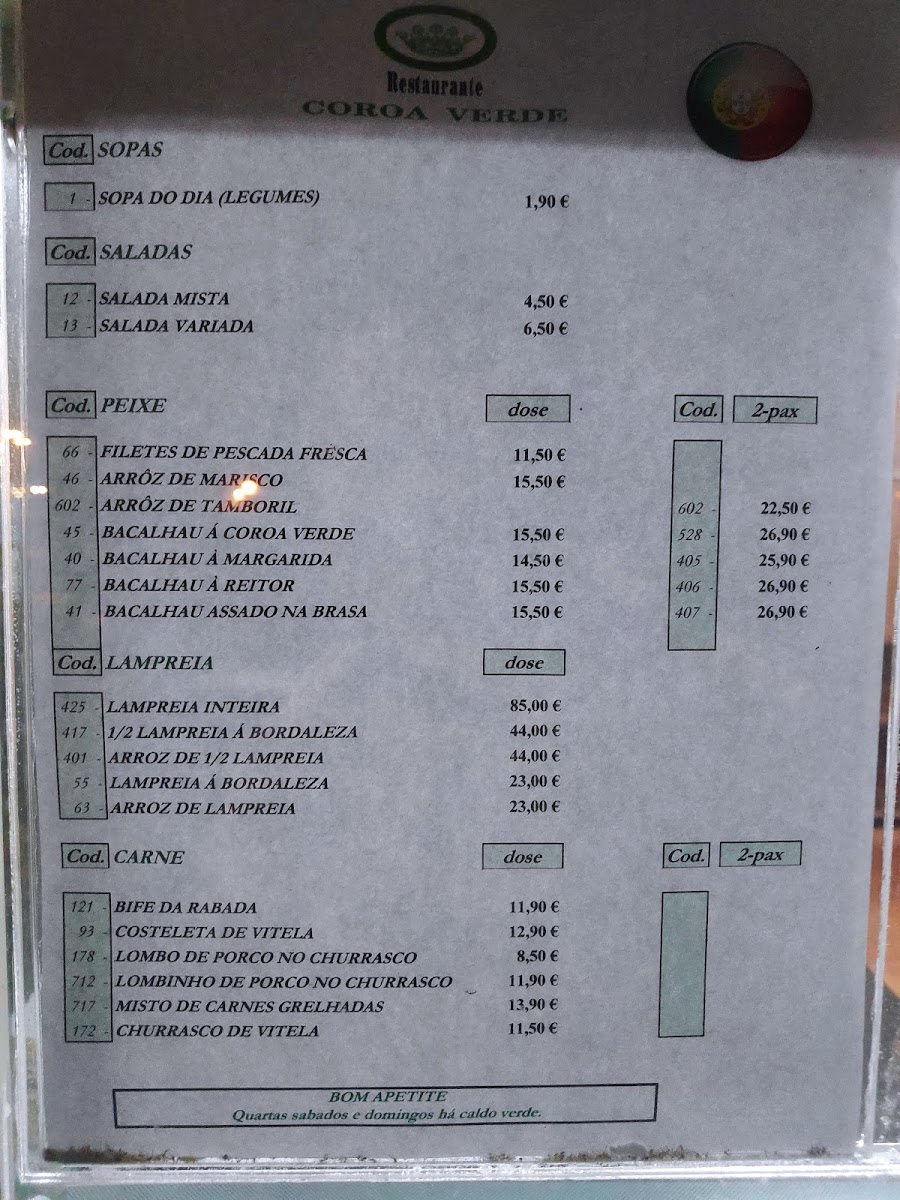 Restaurante
COROA VERDE
Cod. SOPAS
1 - SOPA DO DIA (LEGUMES) 1,90 €
Cod. SALADAS
12 - SALADA MISTA 4,50 €
13 - SALADA VARIADA 6,50 €
Cod. PEIXE dose Cod. 2-pax
66 - FILETES DE PESCADA FRESCA 11,50 €
46 - ARRÔZ DE MARISCO 15,50 €
602 - ARRÔZ DE TAMBORIL 602 - 22,50 €
45 - BACALHAU Á COROA VERDE 15,50 € 528 - 26,90 €
40 - BACALHAU À MARGARIDA 14,50 € 405 - 25,90 €
77 - BACALHAU À REITOR 15,50 € 406 - 26,90 €
41 - BACALHAU ASSADO NA BRASA 15,50 € 407 - 26,90 €
Cod. LAMPREIA dose
425 - LAMPREIA INTEIRA 85,00 €
417 - 1/2 LAMPREIA Á BORDALEZA 44,00 €
401 - ARROZ DE 1/2 LAMPREIA 44,00 €
55 - LAMPREIA Á BORDALEZA 23,00 €
63 - ARROZ DE LAMPREIA 23,00 €
Cod. CARNE dose Cod. 2-pax
121 - BIFE DA RABADA 11,90 €
93 - COSTELETA DE VITELA 12,90 €
178 - LOMBO DE PORCO NO CHURRASCO 8,50 €
712 - LOMBINHO DE PORCO NO CHURRASCO 11,90 €
717 - MISTO DE CARNES GRELHADAS 13,90 €
172 - CHURRASCO DE VITELA 11,50 €
BOM APETITE
Quartas sabados e domingos há caldo verde.